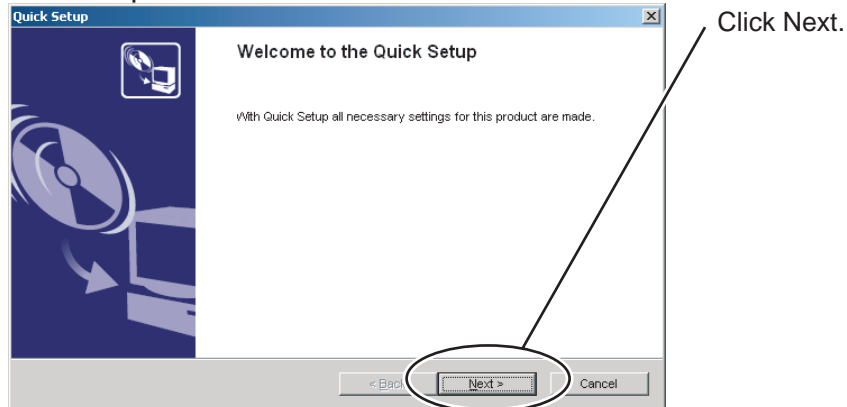 Quick Setup
Click Next.
Welcome to the Quick Setup
With Quick Setup all necessary settings for this product are made.
Next > Cancel